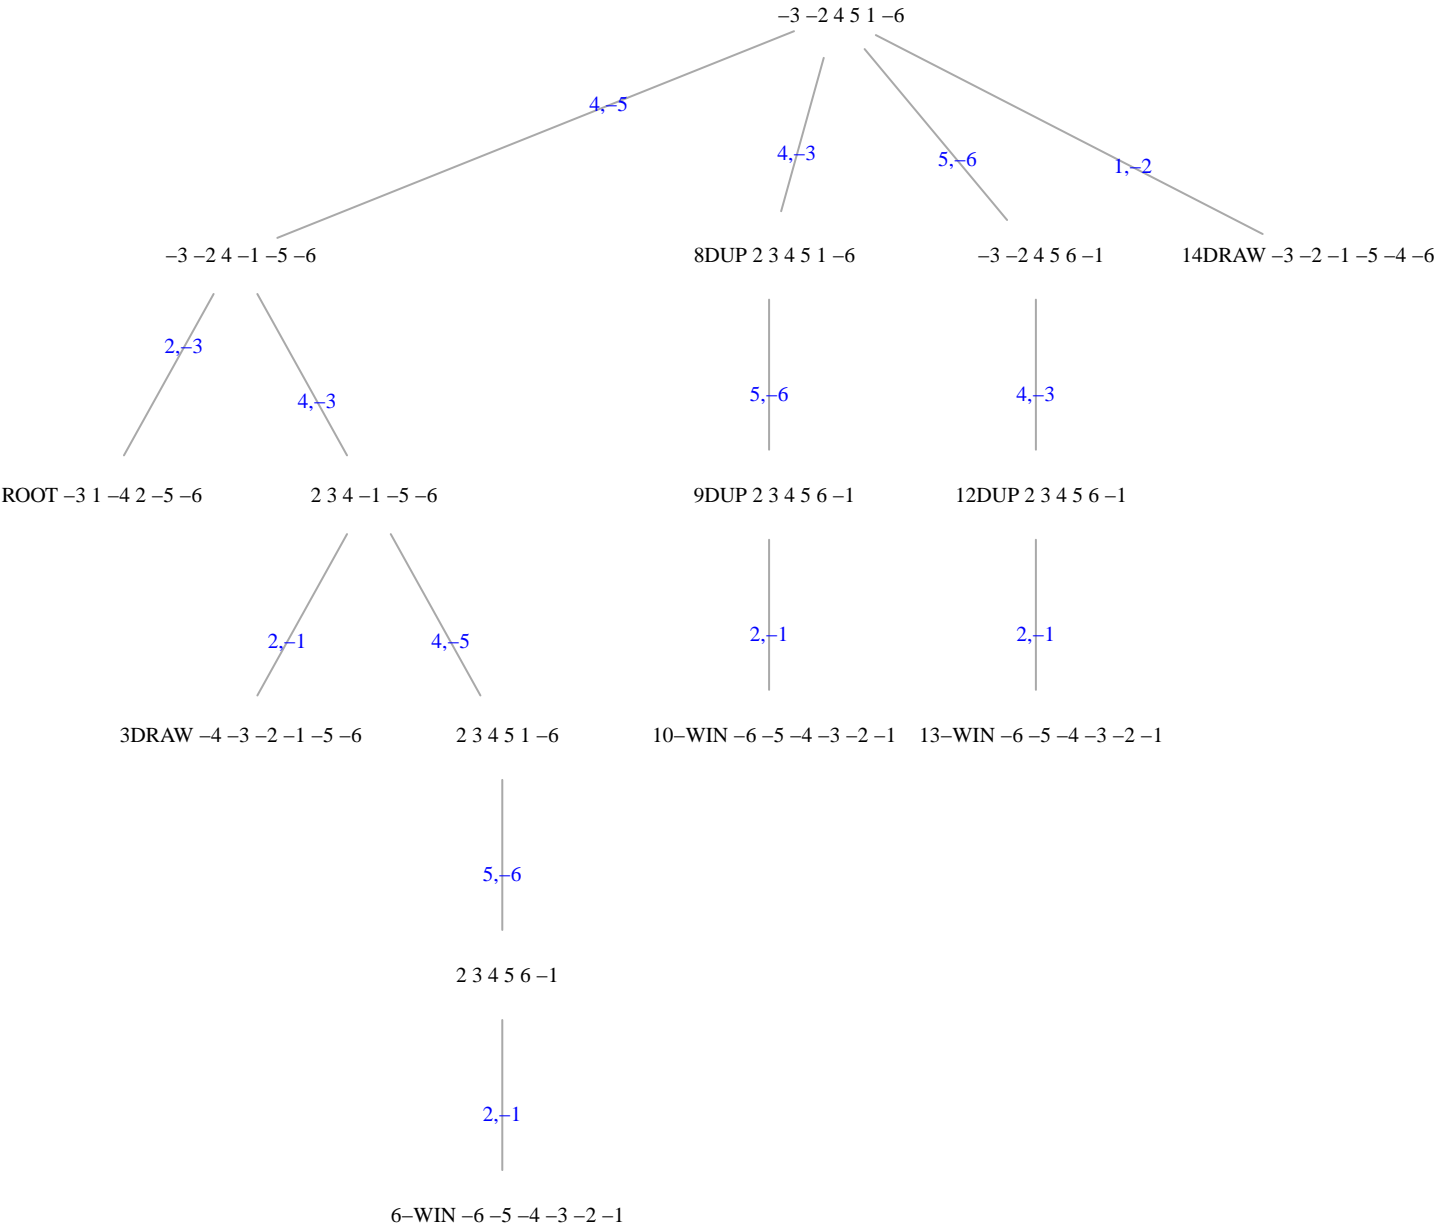 –3 –2 4 5 1 –6
4,–5
4,–3
5,–6
1,–2
–3 –2 4 –1 –5 –6
8DUP 2 3 4 5 1 –6
–3 –2 4 5 6 –1
14DRAW –3 –2 –1 –5 –4 –6
2,–3
4,–3
5,–6
4,–3
ROOT –3 1 –4 2 –5 –6
2 3 4 –1 –5 –6
9DUP 2 3 4 5 6 –1
12DUP 2 3 4 5 6 –1
2,–1
4,–5
2,–1
2,–1
3DRAW –4 –3 –2 –1 –5 –6
2 3 4 5 1 –6
10–WIN –6 –5 –4 –3 –2 –1
13–WIN –6 –5 –4 –3 –2 –1
5,–6
2 3 4 5 6 –1
2,–1
6–WIN –6 –5 –4 –3 –2 –1